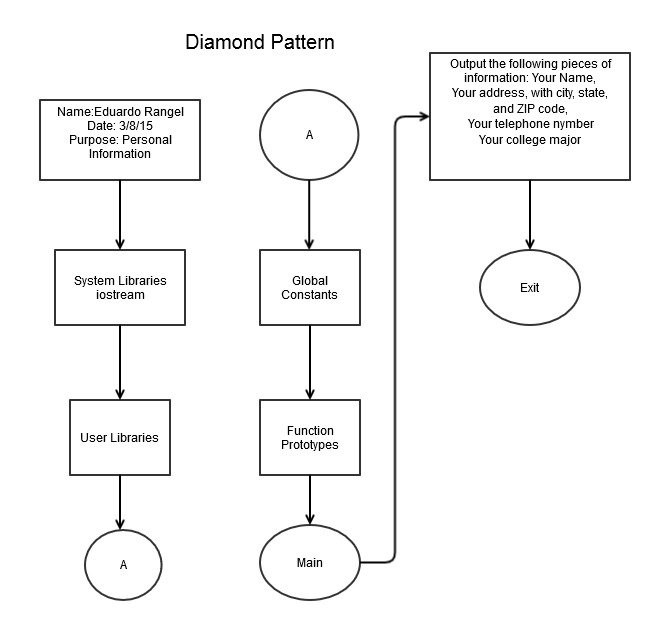 Diamond Pattern
Name:Eduardo Rangel
Date: 3/8/15
Purpose: Personal
Information
System Libraries
iostream
User Libraries
A
A
Global
Constants
Function
Prototypes
Main
Output the following pieces of
information: Your Name,
Your address, with city, state,
and ZIP code,
Your telephone nymber
Your college major
Exit